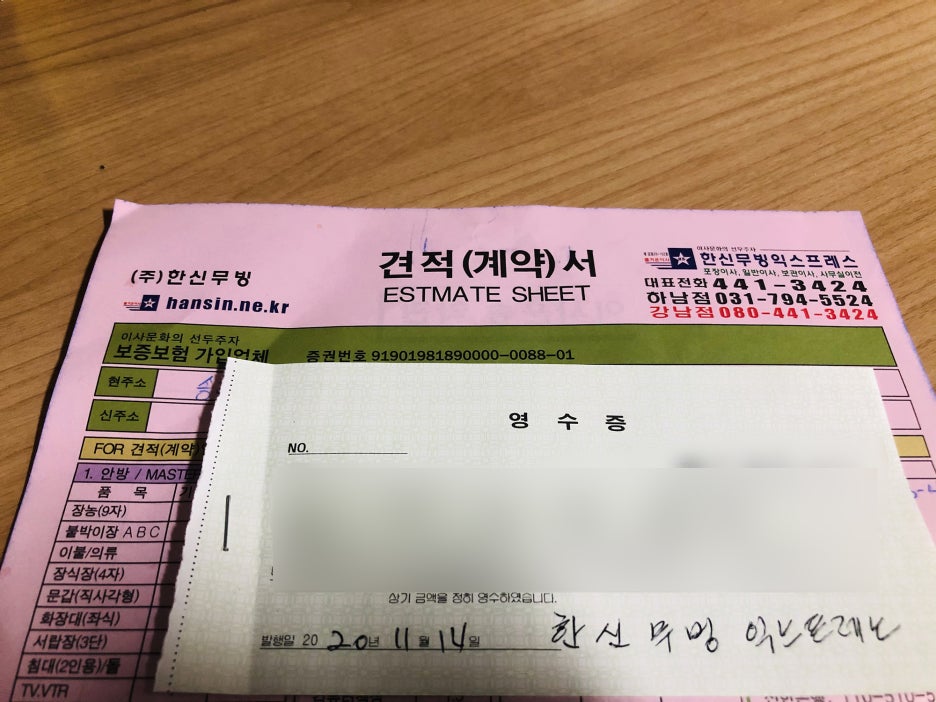 (주)한신무빙
hansin.ne.kr
견적(계약)서
ESTMATE SHEET
이사문화의 선두주자
한신무빙익스프레스
포장이사, 일반이사, 보관이사, 사무실이전
대표전화 441-3424
하남점 031-794-5524
강남점 080-441-3424
이사문화의 선두주자
보증보험 가입업체 증권번호 91901981890000-0088-01
현주소
신주소
FOR 견적(계약)
1. 안방 / MASTER
품 목
장농(9자)
붙박이장 A B C
이불/의류
장식장(4자)
문갑(직사각형)
화장대(좌식)
서랍장(3단)
침대(2인용)/돌
TV.VTR
영 수 증
NO.
상기 금액을 정히 영수하였습니다.
발행일 20 20년 11월 14일 한신무빙 익스프레스